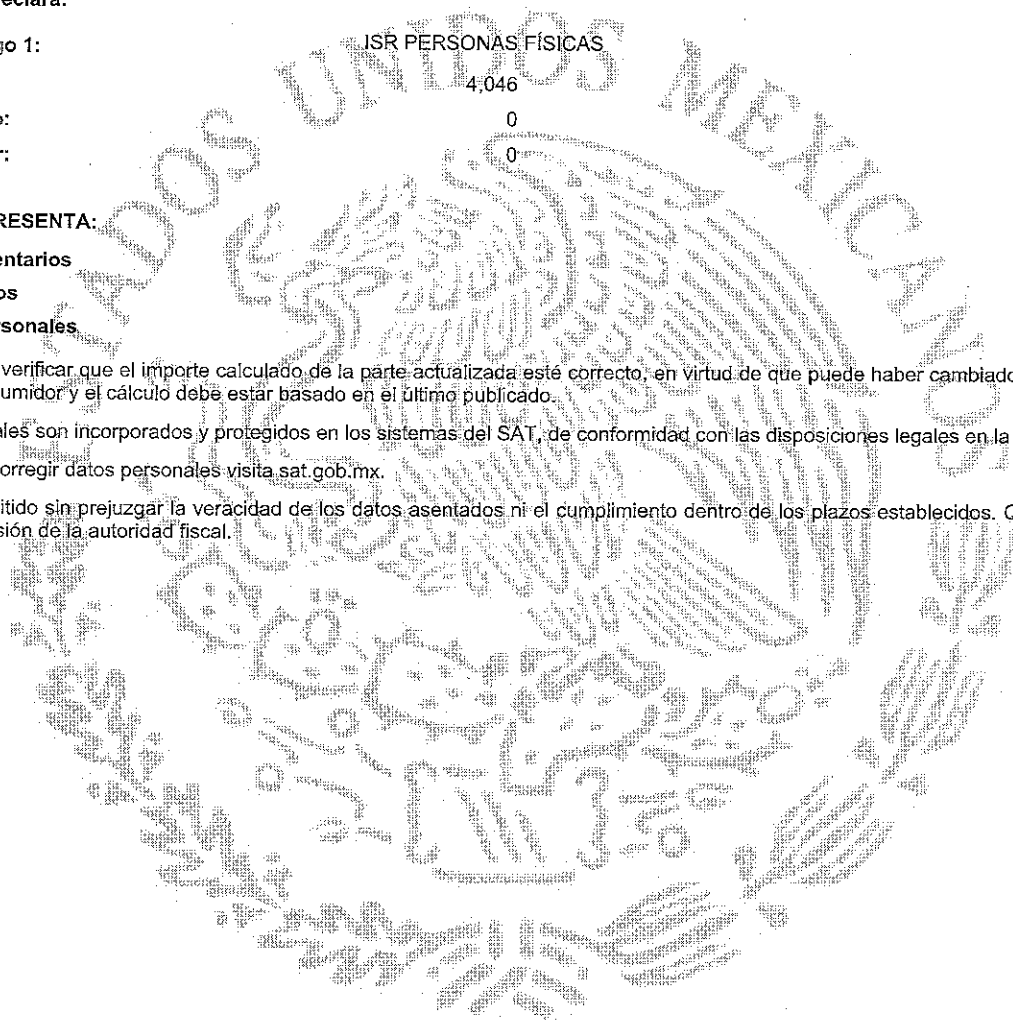 eclara:
go 1: ISR PERSONAS FÍSICAS
4,046
o: 0
r: 0
RESENTA:
entarios
os
rsonales
verificar que el importe calculado de la parte actualizada esté correcto, en virtud de que puede haber cambiado
umidor y el cálculo debe estar basado en el último publicado.
ales son incorporados y protegidos en los sistemas del SAT, de conformidad con las disposiciones legales en la
orregir datos personales visita sat.gob.mx.
itido sin prejuzgar la veracidad de los datos asentados ni el cumplimiento dentro de los plazos establecidos. Q
sión de la autoridad fiscal.
ESTADOS UNIDOS MEXICANOS